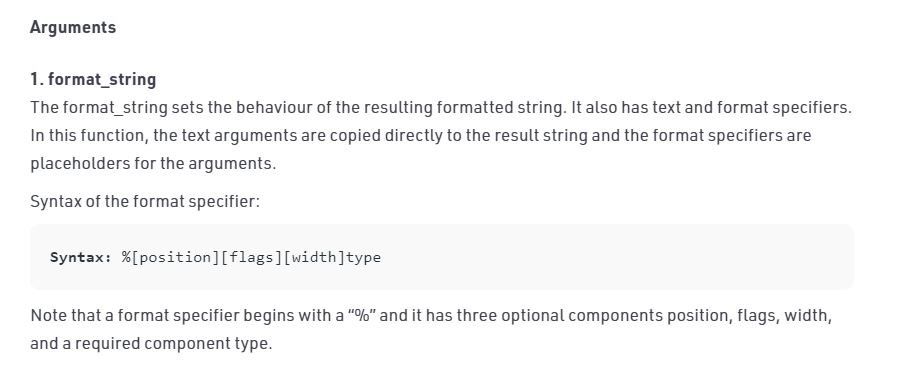 Arguments
1. format_string
The format_string sets the behaviour of the resulting formatted string. It also has text and format specifiers.
In this function, the text arguments are copied directly to the result string and the format specifiers are
placeholders for the arguments.
Syntax of the format specifier:
Syntax: %[position][flags][width]type
Note that a format specifier begins with a “%” and it has three optional components position, flags, width,
and a required component type.